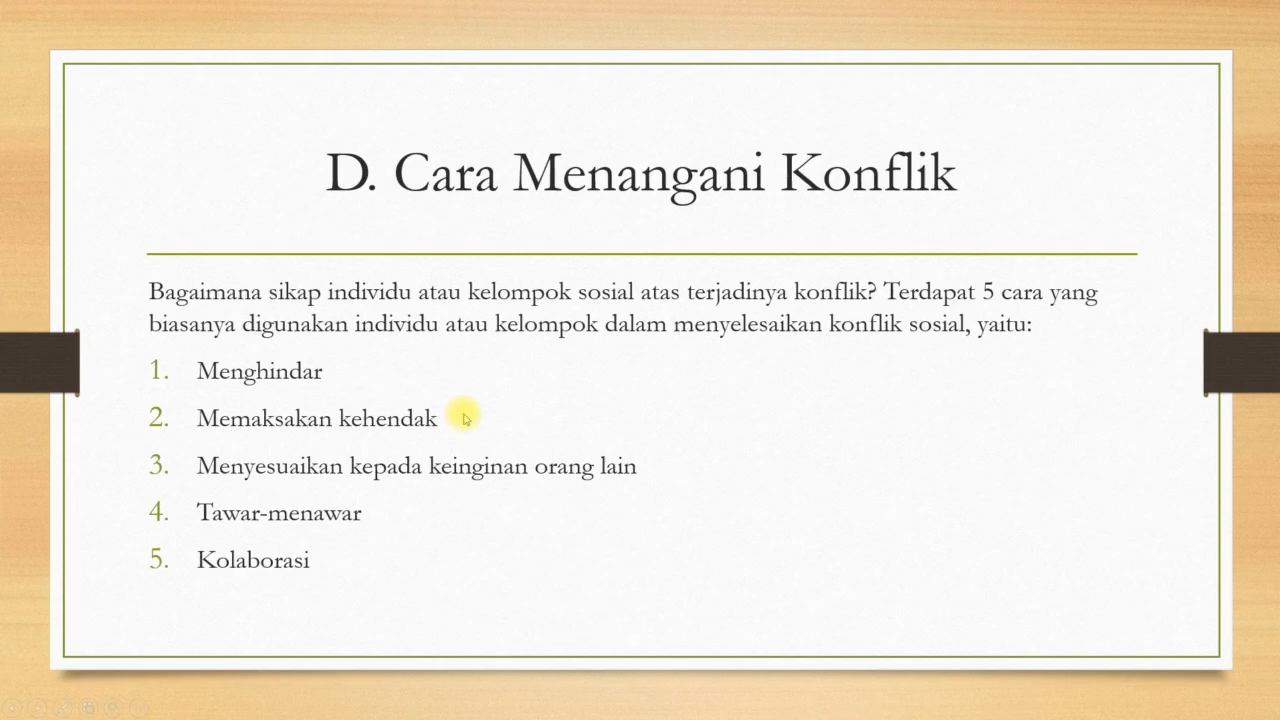 D. Cara Menangani Konflik
Bagaimana sikap individu atau kelompok sosial atas terjadinya konflik? Terdapat 5 cara yang
biasanya digunakan individu atau kelompok dalam menyelesaikan konflik sosial, yaitu:
1. Menghindar
2. Memaksakan kehendak
3. Menyesuaikan kepada keinginan orang lain
4. Tawar-menawar
5. Kolaborasi